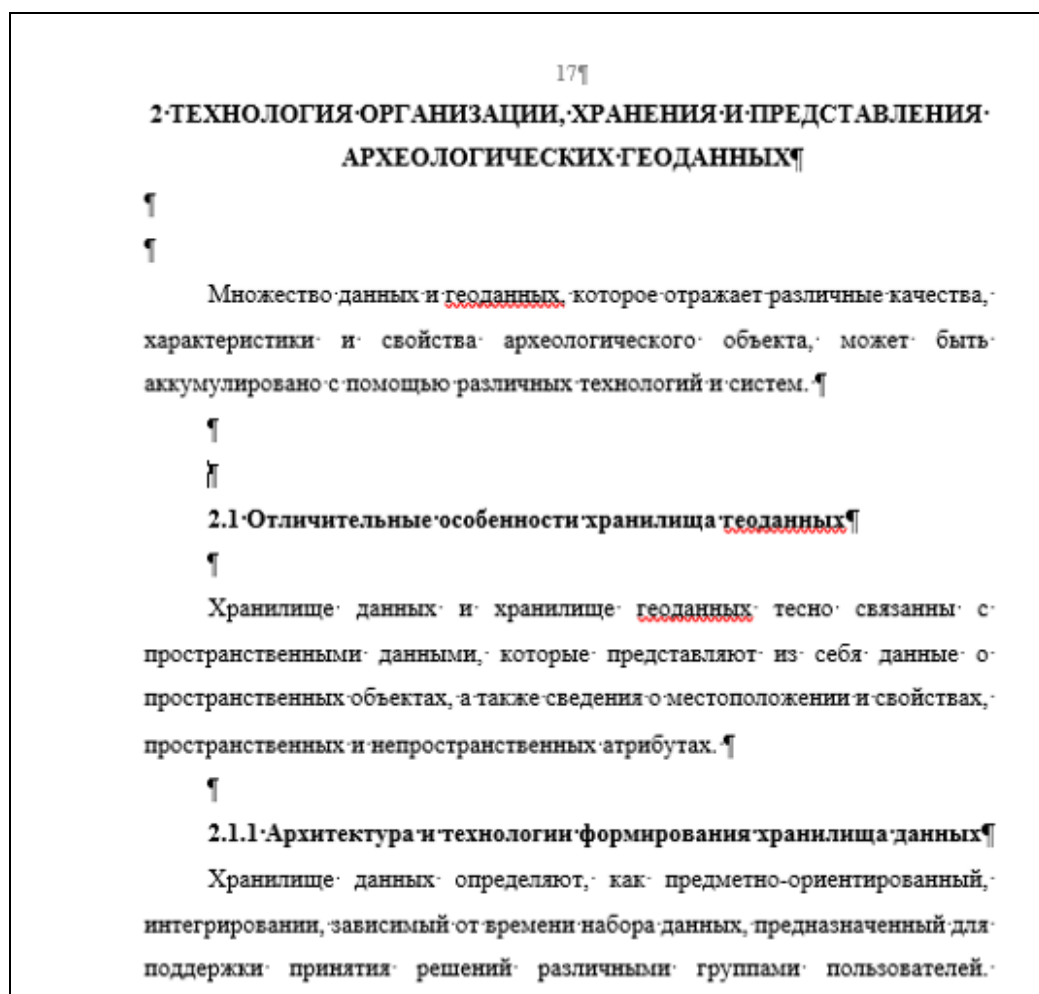 17¶
2·ТЕХНОЛОГИЯ·ОРГАНИЗАЦИИ,·ХРАНЕНИЯ·И·ПРЕДСТАВЛЕНИЯ·
АРХЕОЛОГИЧЕСКИХ·ГЕОДАННЫХ¶
¶
¶
Множество·данных·и·геоданных,·которое·отражает·различные·качества,·
характеристики·и·свойства·археологического·объекта,·может·быть·
аккумулировано·с·помощью·различных·технологий·и·систем.·¶
¶
¶
2.1·Отличительные·особенности·хранилища·геоданных¶
¶
Хранилище·данных·и·хранилище·геоданных·тесно·связанны·с·
пространственными·данными,·которые·представляют·из·себя·данные·о·
пространственных·объектах,·а·также·сведения·о·местоположении·и·свойствах,·
пространственных·и·непространственных·атрибутах.·¶
¶
2.1.1·Архитектура·и·технологии·формирования·хранилища·данных¶
Хранилище·данных·определяют,·как·предметно-ориентированный,·
интегрировании,·зависимый·от·времени·набора·данных,·предназначенный·для·
поддержки·принятия·решений·различными·группами·пользователей.·